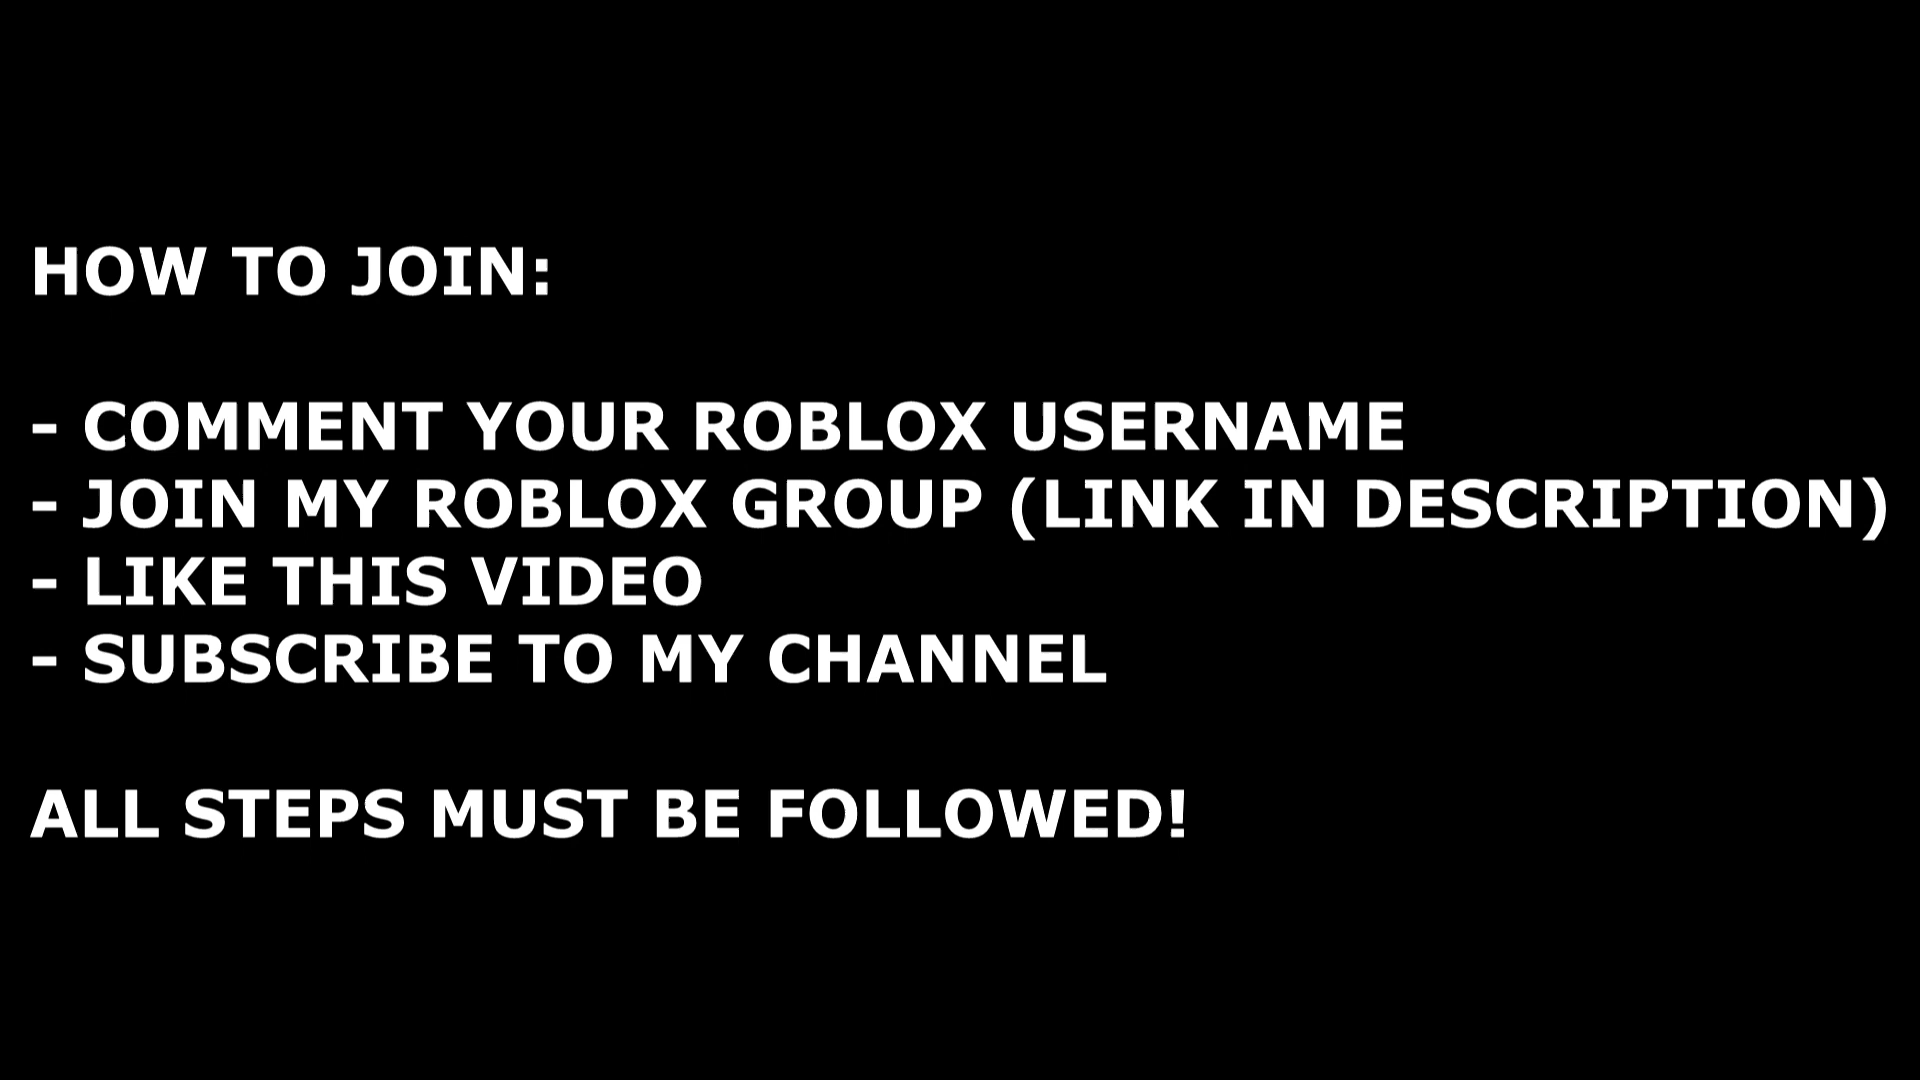 HOW TO JOIN:
- COMMENT YOUR ROBLOX USERNAME
- JOIN MY ROBLOX GROUP (LINK IN DESCRIPTION)
- LIKE THIS VIDEO
- SUBSCRIBE TO MY CHANNEL
ALL STEPS MUST BE FOLLOWED!